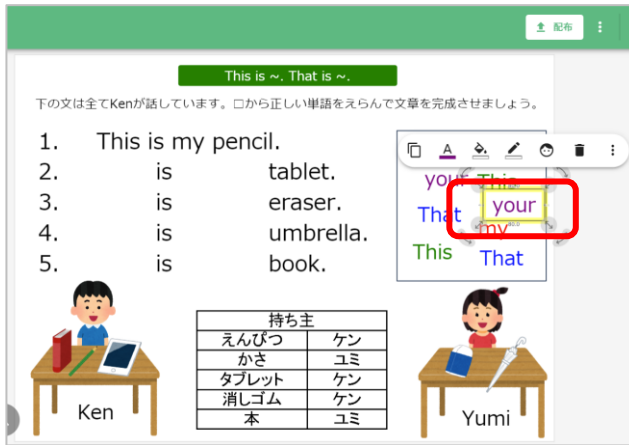 配布
This is ~. That is ~.
下の文は全てKenが話しています。□から正しい単語をえらんで文章を完成させましょう。
1. This is my pencil.
2. is tablet.
3. is eraser.
4. is umbrella.
5. is book.
your This
That your
my
This That
持ち主
えんぴつ ケン
かさ ユミ
タブレット ケン
消しゴム ケン
本 ユミ
Ken
Yumi